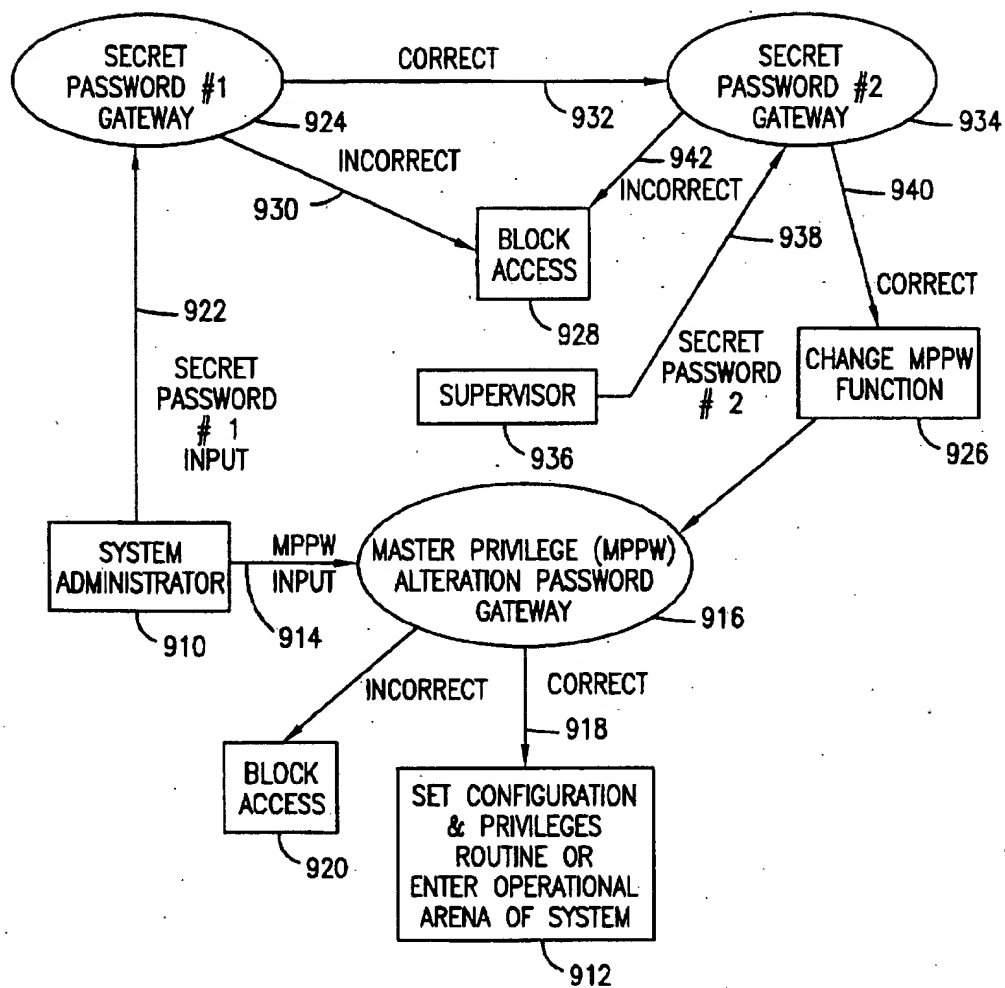 SECRET
PASSWORD #1
GATEWAY
924
CORRECT
932
SECRET
PASSWORD #2
GATEWAY
934
INCORRECT
930
942
INCORRECT
940
938
BLOCK
ACCESS
928
CORRECT
922
SECRET
PASSWORD
# 1
INPUT
SUPERVISOR
936
SECRET
PASSWORD
# 2
CHANGE MPPW
FUNCTION
926
SYSTEM
ADMINISTRATOR
910
MPPW
INPUT
914
MASTER PRIVILEGE (MPPW)
ALTERATION PASSWORD
GATEWAY
916
INCORRECT
CORRECT
918
BLOCK
ACCESS
920
SET CONFIGURATION
& PRIVILEGES
ROUTINE OR
ENTER OPERATIONAL
ARENA OF SYSTEM
912